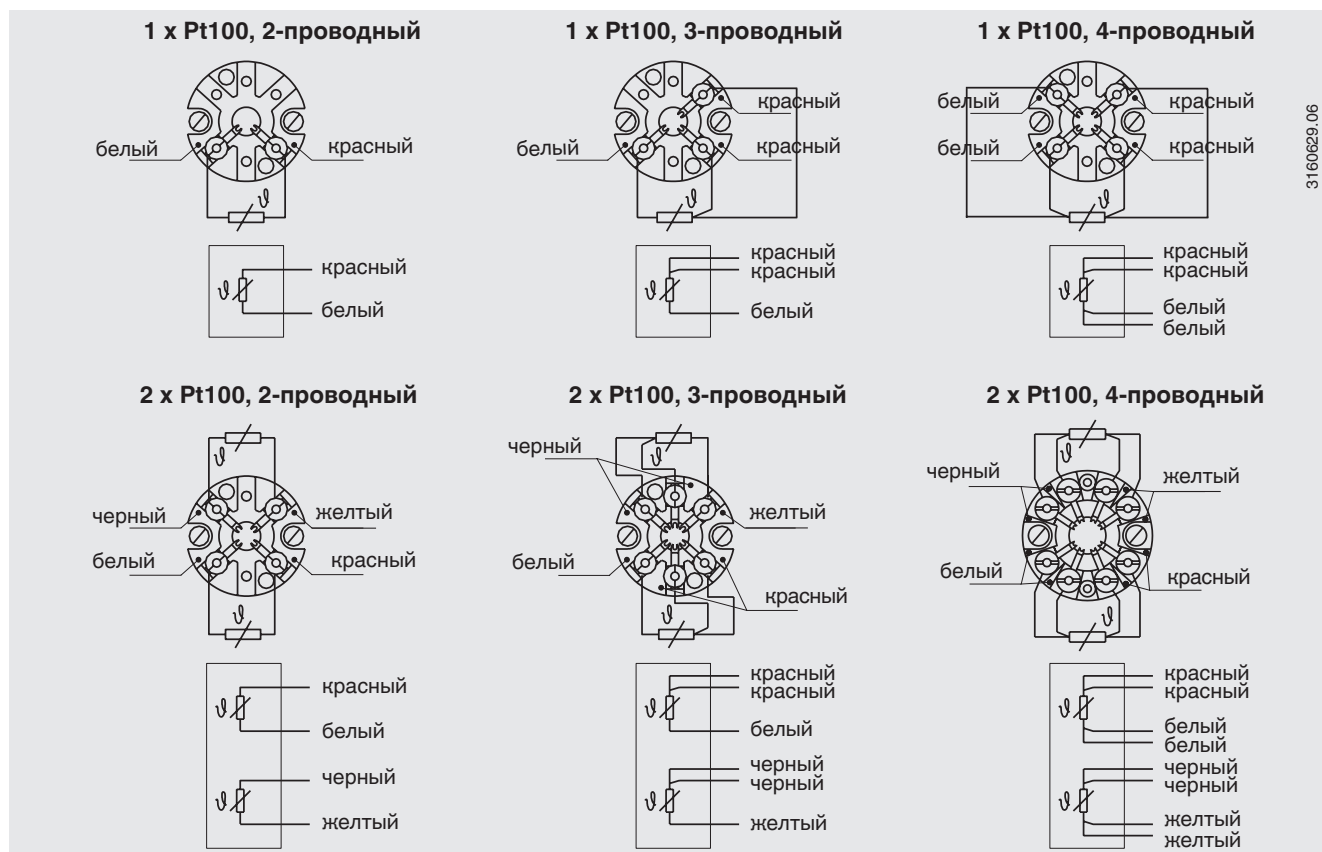 1 x Pt100, 2-проводный
белый
красный
ϑ
ϑ
красный
белый
1 x Pt100, 3-проводный
красный
белый
красный
ϑ
ϑ
красный
красный
белый
1 x Pt100, 4-проводный
белый
красный
белый
красный
ϑ
ϑ
красный
красный
белый
белый
3160629.06
2 x Pt100, 2-проводный
ϑ
черный
желтый
белый
красный
ϑ
ϑ
красный
белый
ϑ
черный
желтый
2 x Pt100, 3-проводный
черный
ϑ
желтый
белый
красный
ϑ
ϑ
красный
красный
белый
ϑ
черный
черный
желтый
2 x Pt100, 4-проводный
ϑ
черный
желтый
белый
красный
ϑ
ϑ
красный
красный
белый
белый
ϑ
черный
черный
желтый
желтый